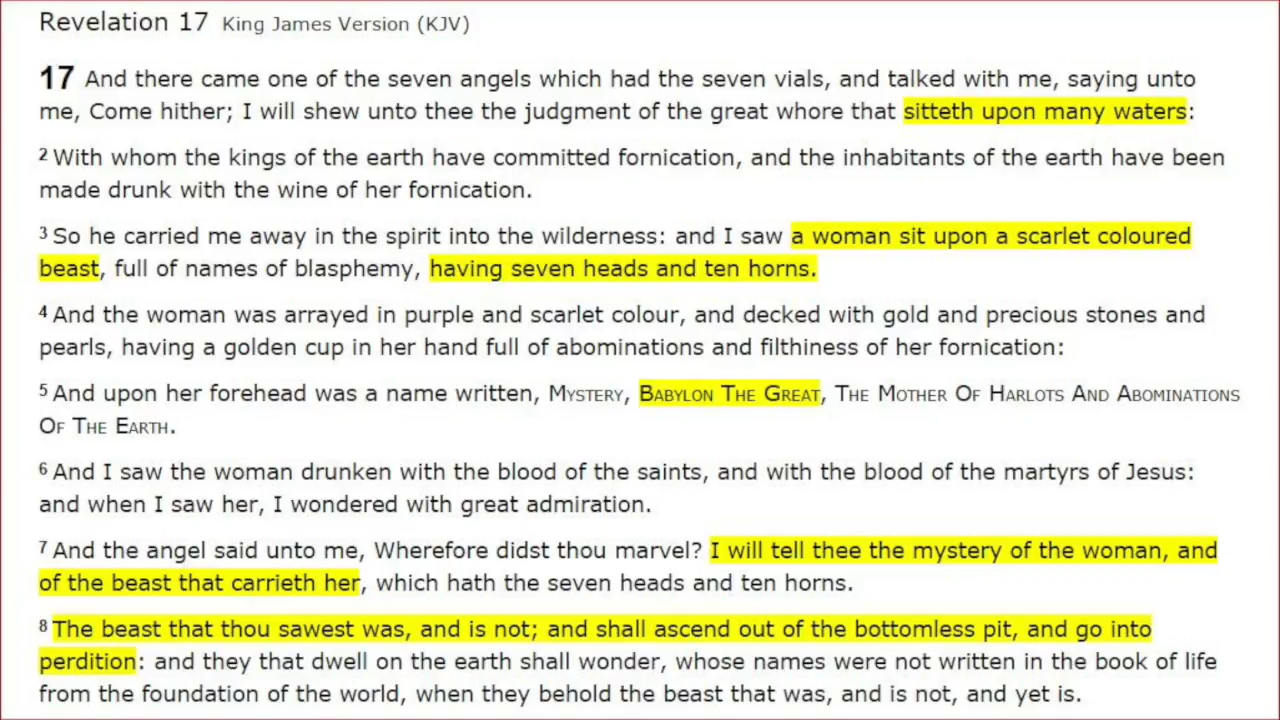 Revelation 17 King James Version (KJV)
17 And there came one of the seven angels which had the seven vials, and talked with me, saying unto
me, Come hither; I will shew unto thee the judgment of the great whore that sitteth upon many waters:
2 With whom the kings of the earth have committed fornication, and the inhabitants of the earth have been
made drunk with the wine of her fornication.
3 So he carried me away in the spirit into the wilderness: and I saw a woman sit upon a scarlet coloured
beast, full of names of blasphemy, having seven heads and ten horns.
4 And the woman was arrayed in purple and scarlet colour, and decked with gold and precious stones and
pearls, having a golden cup in her hand full of abominations and filthiness of her fornication:
5 And upon her forehead was a name written, Mystery, Babylon The Great, The Mother Of Harlots And Abominations
Of The Earth.
6 And I saw the woman drunken with the blood of the saints, and with the blood of the martyrs of Jesus:
and when I saw her, I wondered with great admiration.
7 And the angel said unto me, Wherefore didst thou marvel? I will tell thee the mystery of the woman, and
of the beast that carrieth her, which hath the seven heads and ten horns.
8 The beast that thou sawest was, and is not; and shall ascend out of the bottomless pit, and go into
perdition: and they that dwell on the earth shall wonder, whose names were not written in the book of life
from the foundation of the world, when they behold the beast that was, and is not, and yet is.